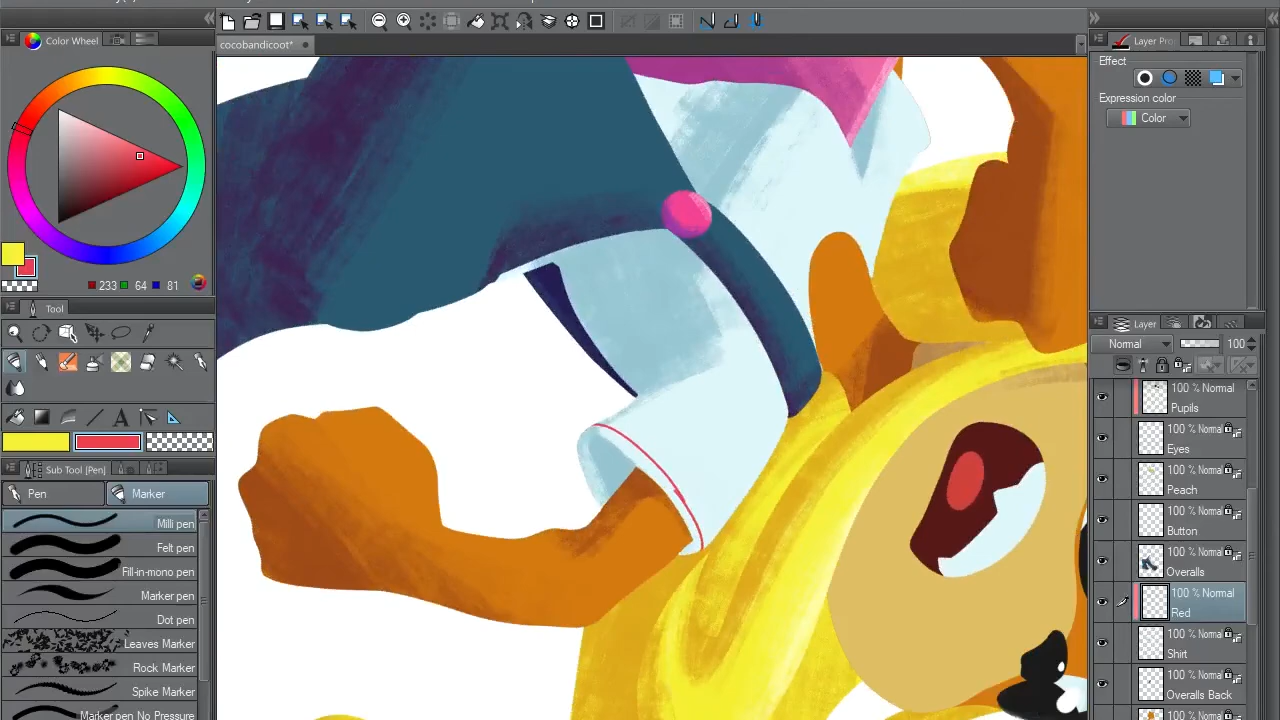 Color Wheel
cocobandicoot*
Layer Pro
Effect
Expression color
Color
233 64 81
Tool
Sub Tool [Pen]
Pen
Marker
Milli pen
Felt pen
Fill-in-mono pen
Marker pen
Dot pen
Leaves Marker
Rock Marker
Spike Marker
Marker pen No Pressure
Layer
Normal
100
100 % Normal
Pupils
100 % Norma
Eyes
100 % Norma
Peach
100 % Norma
Button
100 % Norma
Overalls
100 % Normal
Red
100 % Norma
Shirt
100 % Norma
Overalls Back
100 % Norma